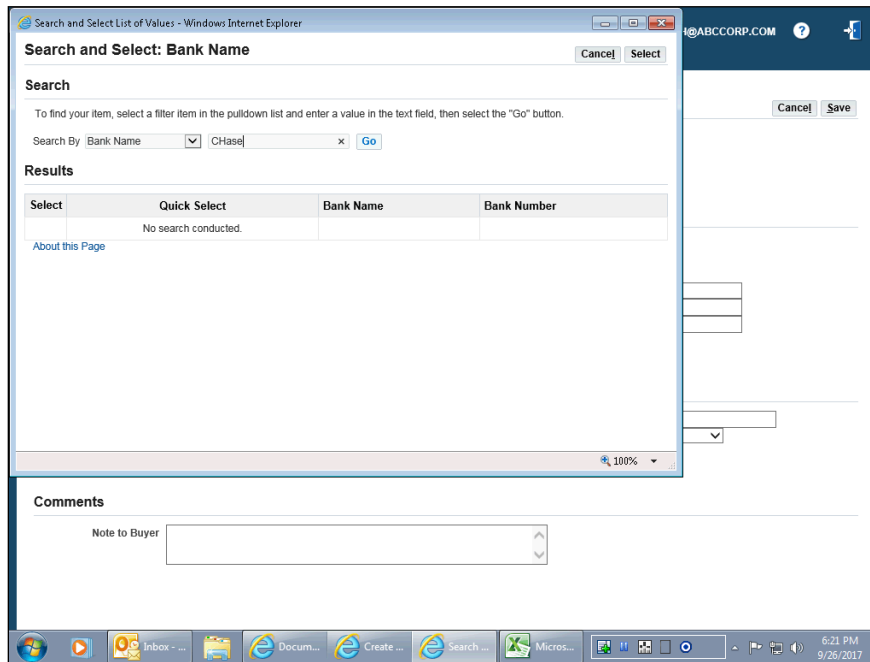 Search and Select List of Values - Windows Internet Explorer
H@ABCCORP.COM
Search and Select: Bank Name
Cancel Select
Search
Cancel Save
To find your item, select a filter item in the pulldown list and enter a value in the text field, then select the "Go" button.
Search By Bank Name CHase x Go
Results
Select Quick Select Bank Name Bank Number
No search conducted.
About this Page
100%
Comments
Note to Buyer
Inbox - ... Docum... Create ... Search ... Micros... 6:21 PM
9/26/2017